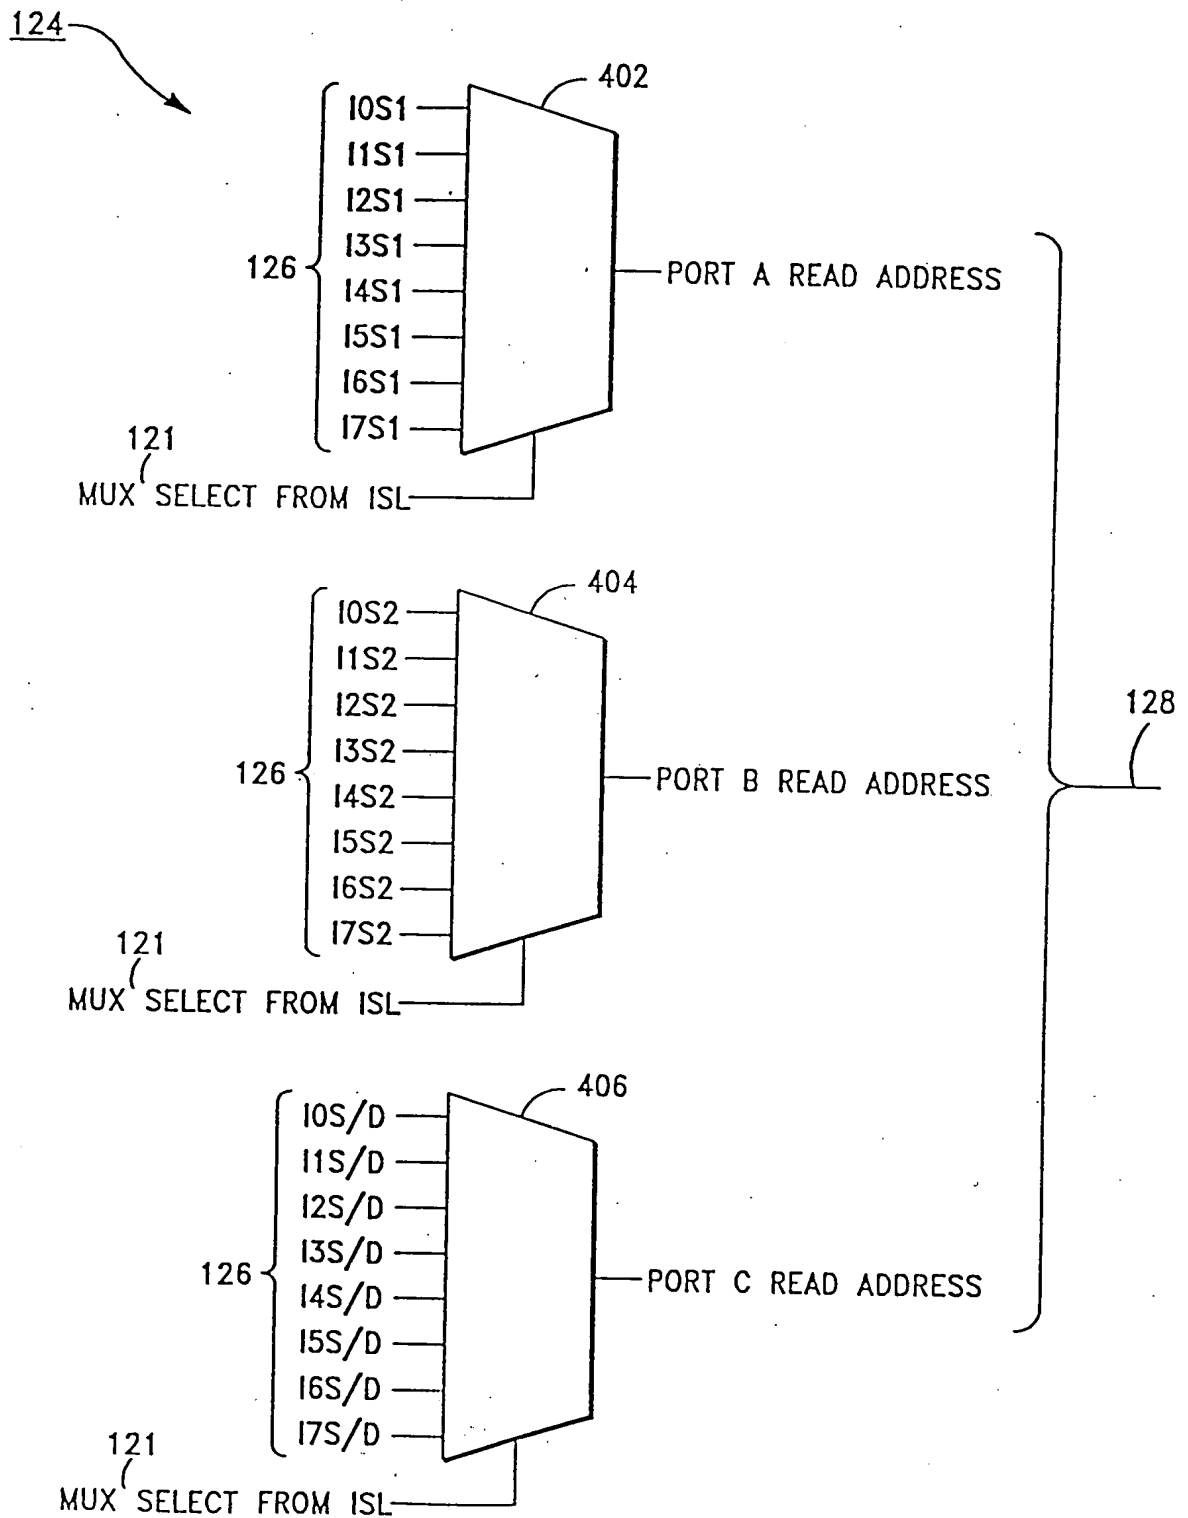 124
402
I0S1
I1S1
I2S1
I3S1
126
PORT A READ ADDRESS
I4S1
I5S1
I6S1
I7S1
121
MUX SELECT FROM ISL
404
I0S2
I1S2
I2S2
I3S2
126
PORT B READ ADDRESS
128
I4S2
I5S2
I6S2
I7S2
121
MUX SELECT FROM ISL
406
I0S/D
I1S/D
I2S/D
I3S/D
126
PORT C READ ADDRESS
I4S/D
I5S/D
I6S/D
I7S/D
121
MUX SELECT FROM ISL